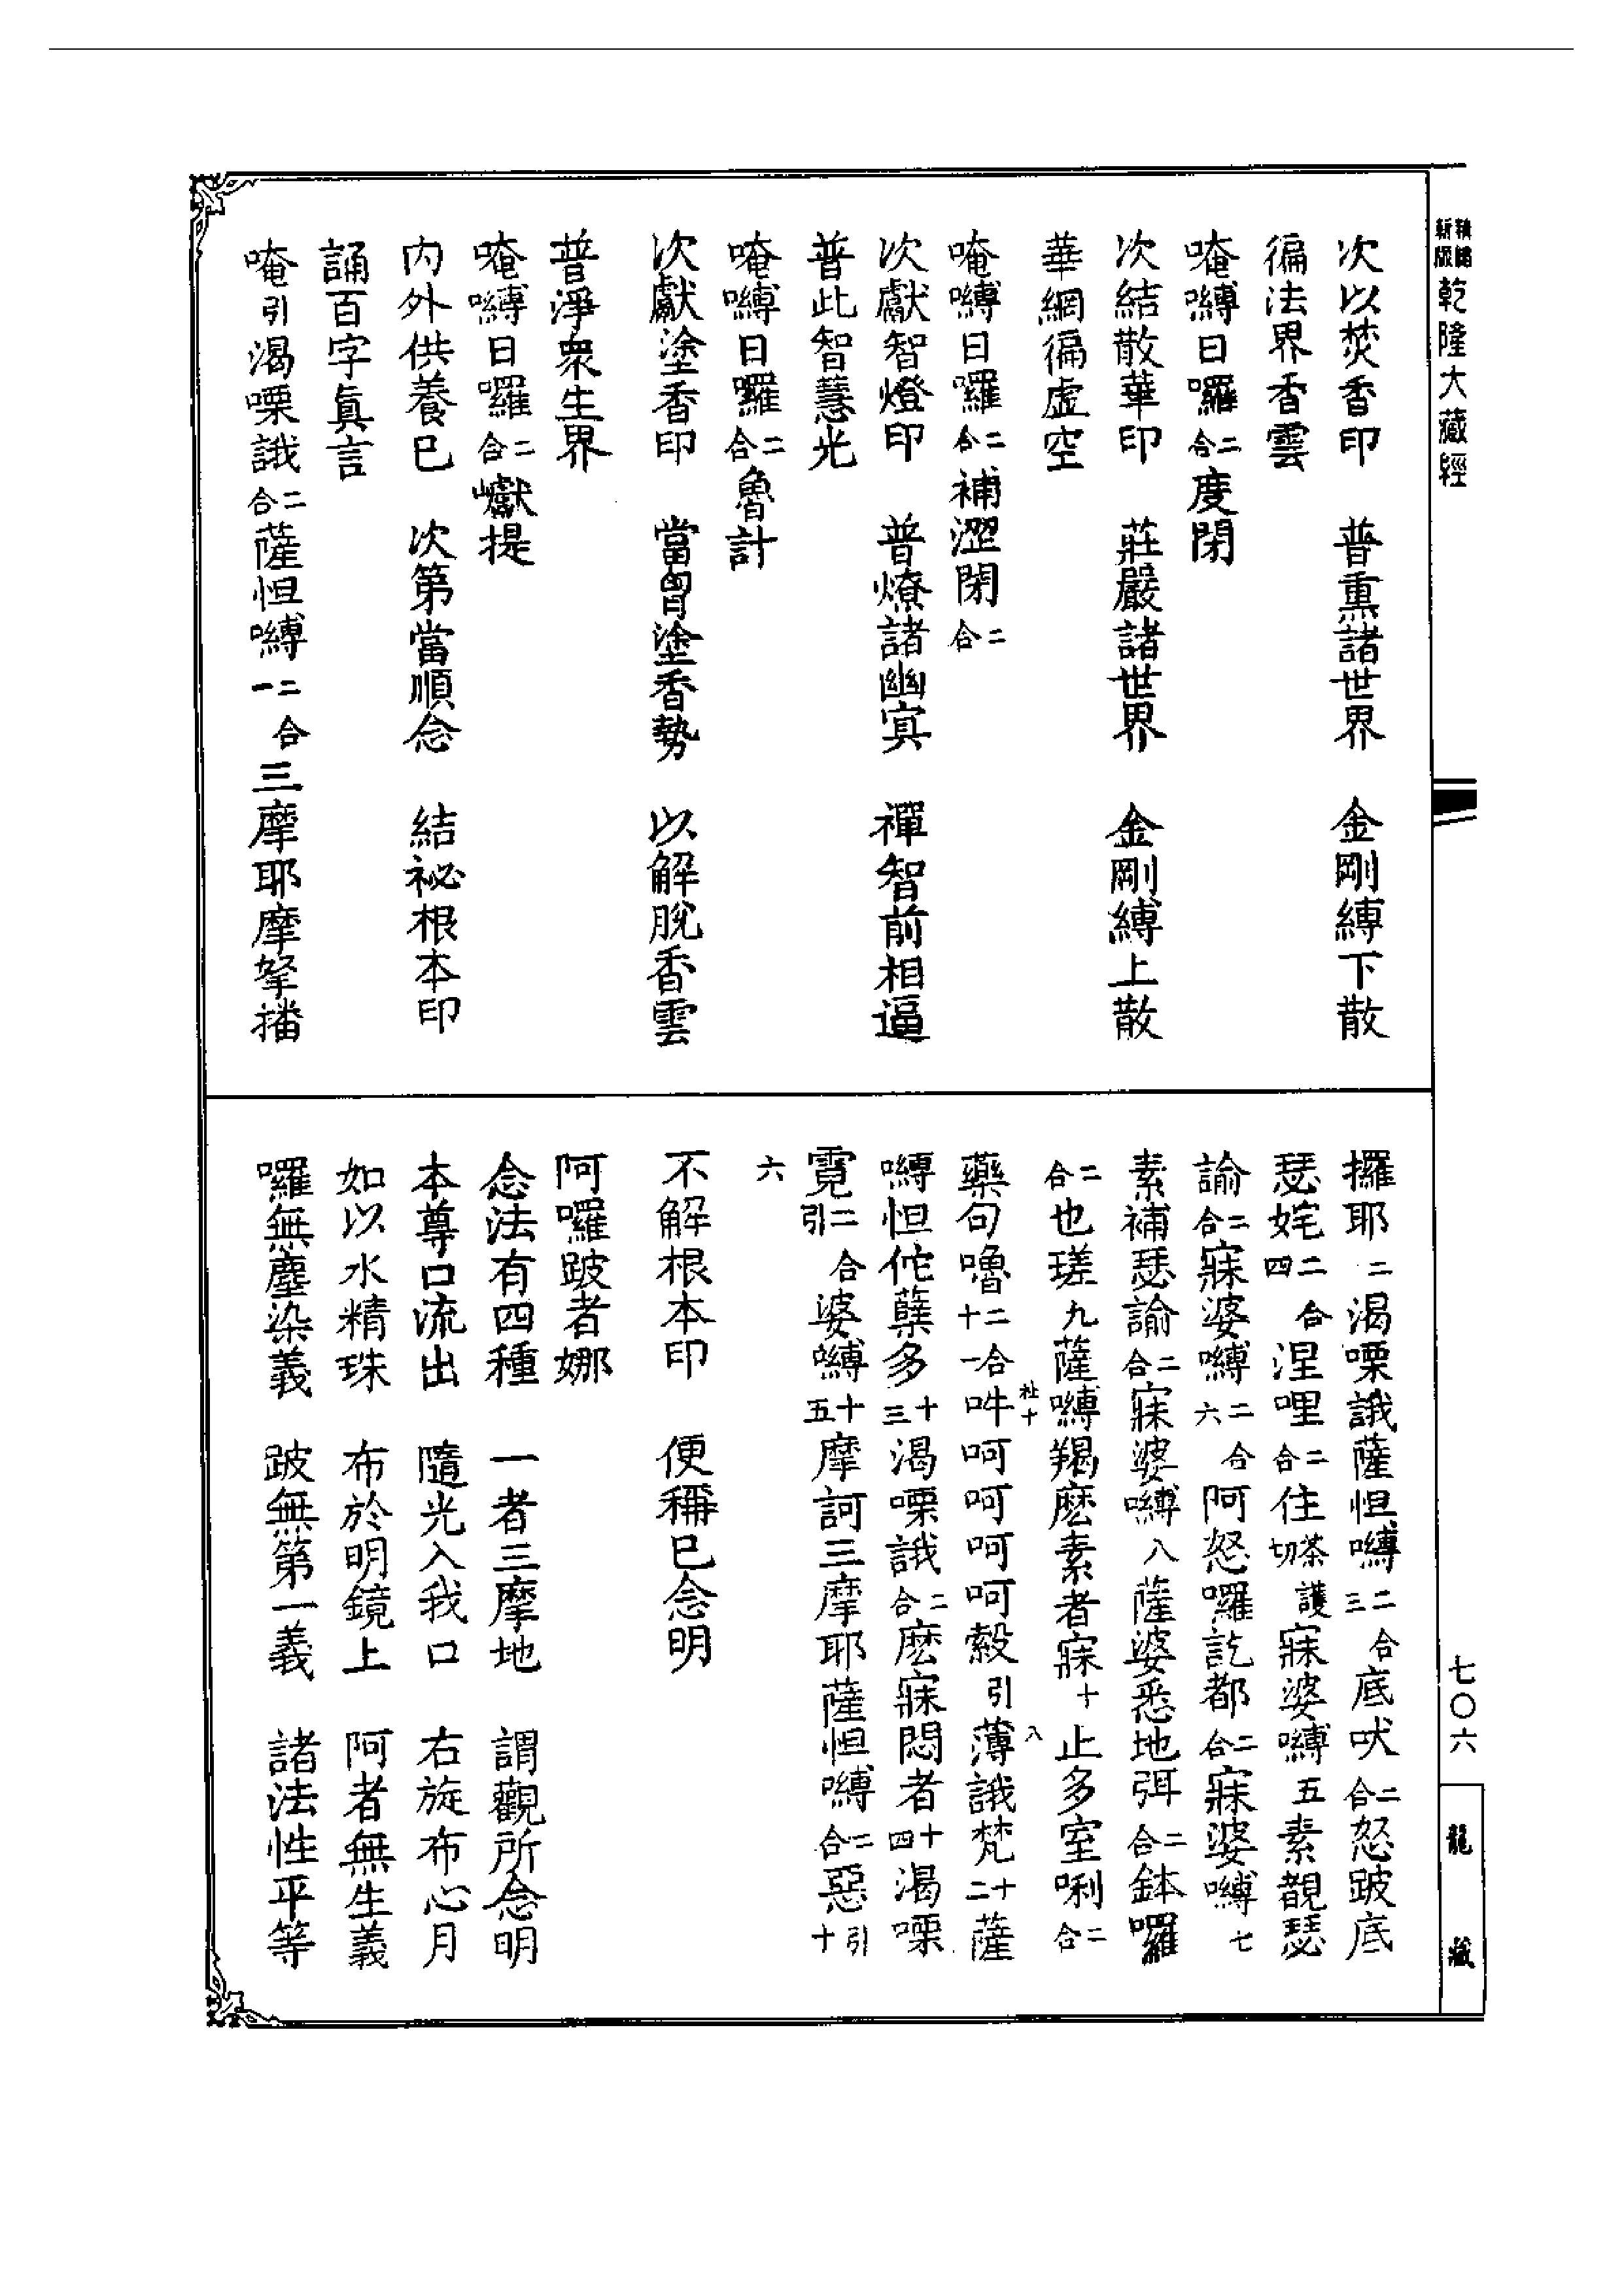 乾隆大藏經
次以焚香印　普熏諸世界　金剛縛下散
徧法界香雲
唵嚩日囉二合度閉
次結散華印　莊嚴諸世界　金剛縛上散
華網徧虛空
唵嚩日囉二合補澀閉二合
次獻智燈印　普燎諸幽冥　禪智前相逼
普此智慧光
唵嚩日囉二合魯計
次獻塗香印　當胷塗香勢　以解脫香雲
普淨衆生界
唵嚩日囉二合巘提
內外供養已　次第當順念　結祕根本印
誦百字眞言
唵引渴㗚誐二合薩怛嚩二合一三摩耶摩拏播
攞耶二渴㗚誐薩怛嚩二合三底吠二合怒跛底
瑟姹二合四涅哩二合住茶護切寐婆嚩五素覩瑟
諭二合寐婆嚩二合六阿怒囉訖都二合寐婆嚩七
素補瑟諭二合寐婆嚩八薩婆悉地弭二合鉢囉
二合也瑳九薩嚩羯麽素者寐十止多室唎二合
藥句嚕二合十一吽呵呵呵呵縠引薄誐梵十二薩
嚩怛佗蘖多十三渴㗚誐二合麽寐悶者十四渴㗚
霓二合引婆嚩十五摩訶三摩耶薩怛嚩二合惡引十
六
不解根本印　便稱已念明
阿囉跛者娜
念法有四種　一者三摩地　謂觀所念明
本尊口流出　隨光入我口　右旋布心月
如以水精珠　布於明鏡上　阿者無生義
囉無塵染義　跛無第一義　諸法性平等
七〇六
龍藏